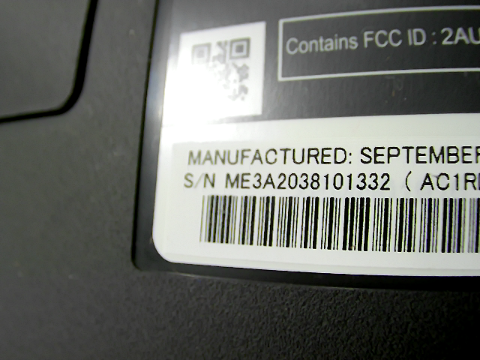 Contains FCC ID : 2AU
MANUFACTURED: SEPTEMBER
S/N ME3A2038101332 ( AC1R